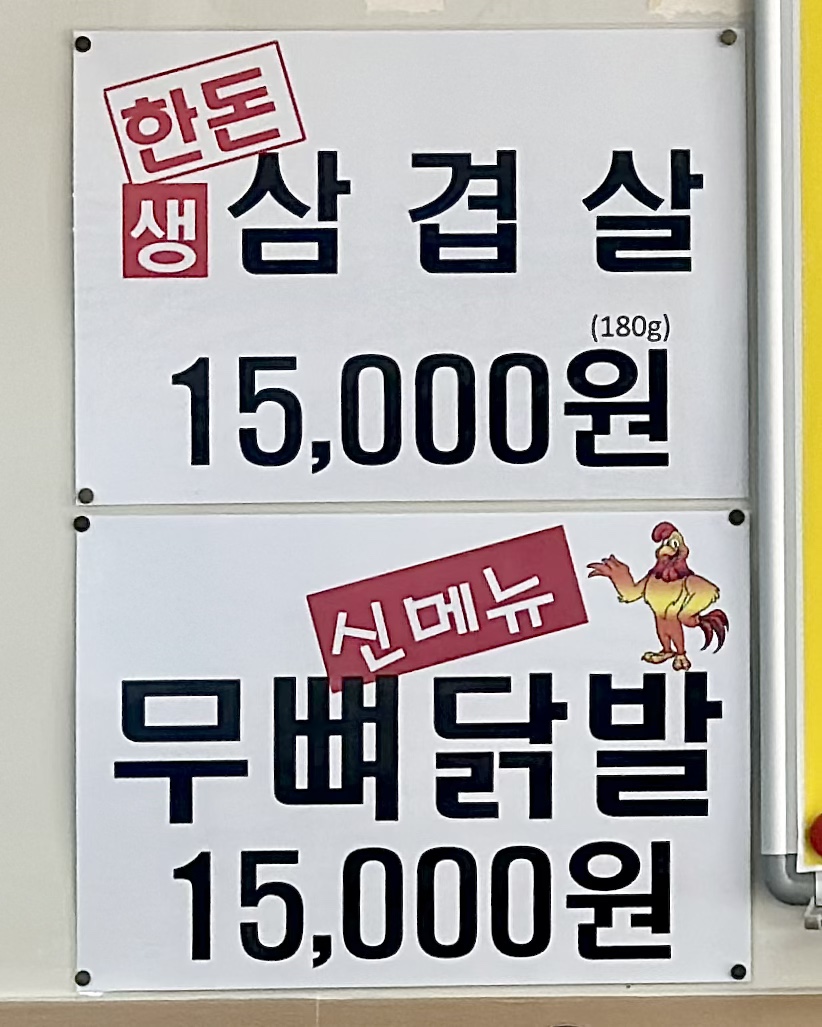 한돈
생 삼겹살
(180g)
15,000원
신메뉴
무뼈닭발
15,000원